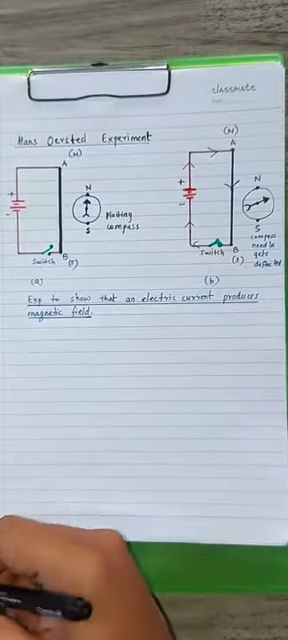 classmate
Hans Oersted Experiment
(N)
A
+
-
N
S
Plotting
compass
Switch
B
(S)
(a)
(N)
A
+
-
N
S
compass
needle
gets
deflected
Switch
B
(S)
(b)
Exp to show that an electric current produces
magnetic field.